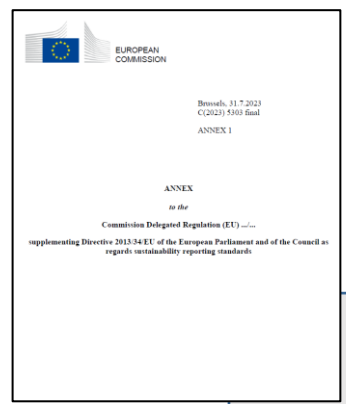 EUROPEAN
COMMISSION
Brussels, 31.7.2023
C(2023) 5303 final
ANNEX 1
ANNEX
to the
Commission Delegated Regulation (EU) .../...
supplementing Directive 2013/34/EU of the European Parliament and of the Council as
regards sustainability reporting standards